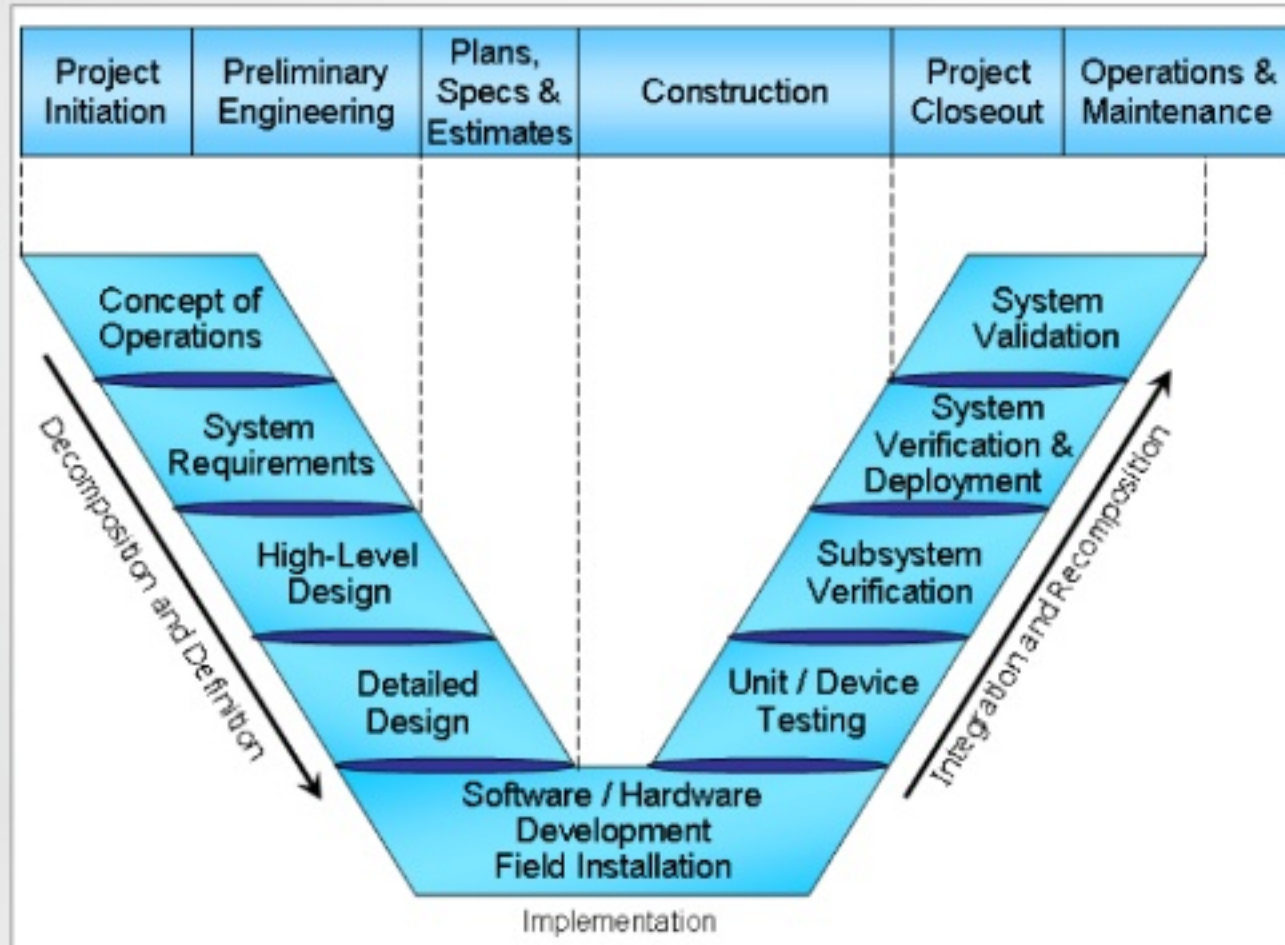 Project
Initiation
Preliminary
Engineering
Plans,
Specs &
Estimates
Construction
Project
Closeout
Operations &
Maintenance
Concept of
Operations
System
Requirements
High-Level
Design
Detailed
Design
Software / Hardware
Development
Field Installation
Unit / Device
Testing
Subsystem
Verification
System
Verification &
Deployment
System
Validation
Decomposition and Definition
Integration and Recomposition
Implementation